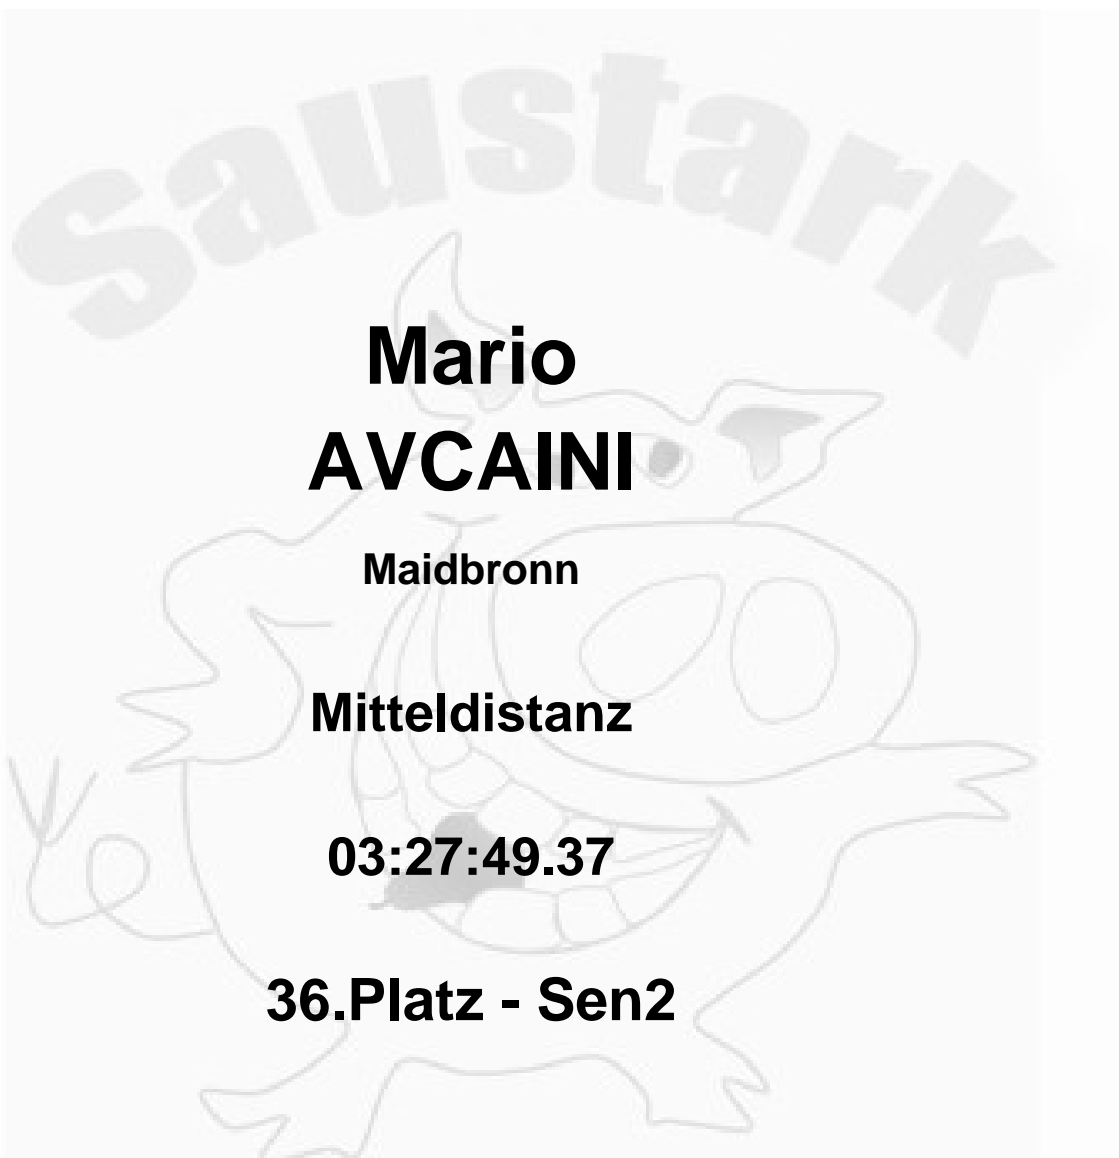 Saustark
Mario
AVCAINI
Maidbronn
Mitteldistanz
03:27:49.37
36.Platz - Sen2